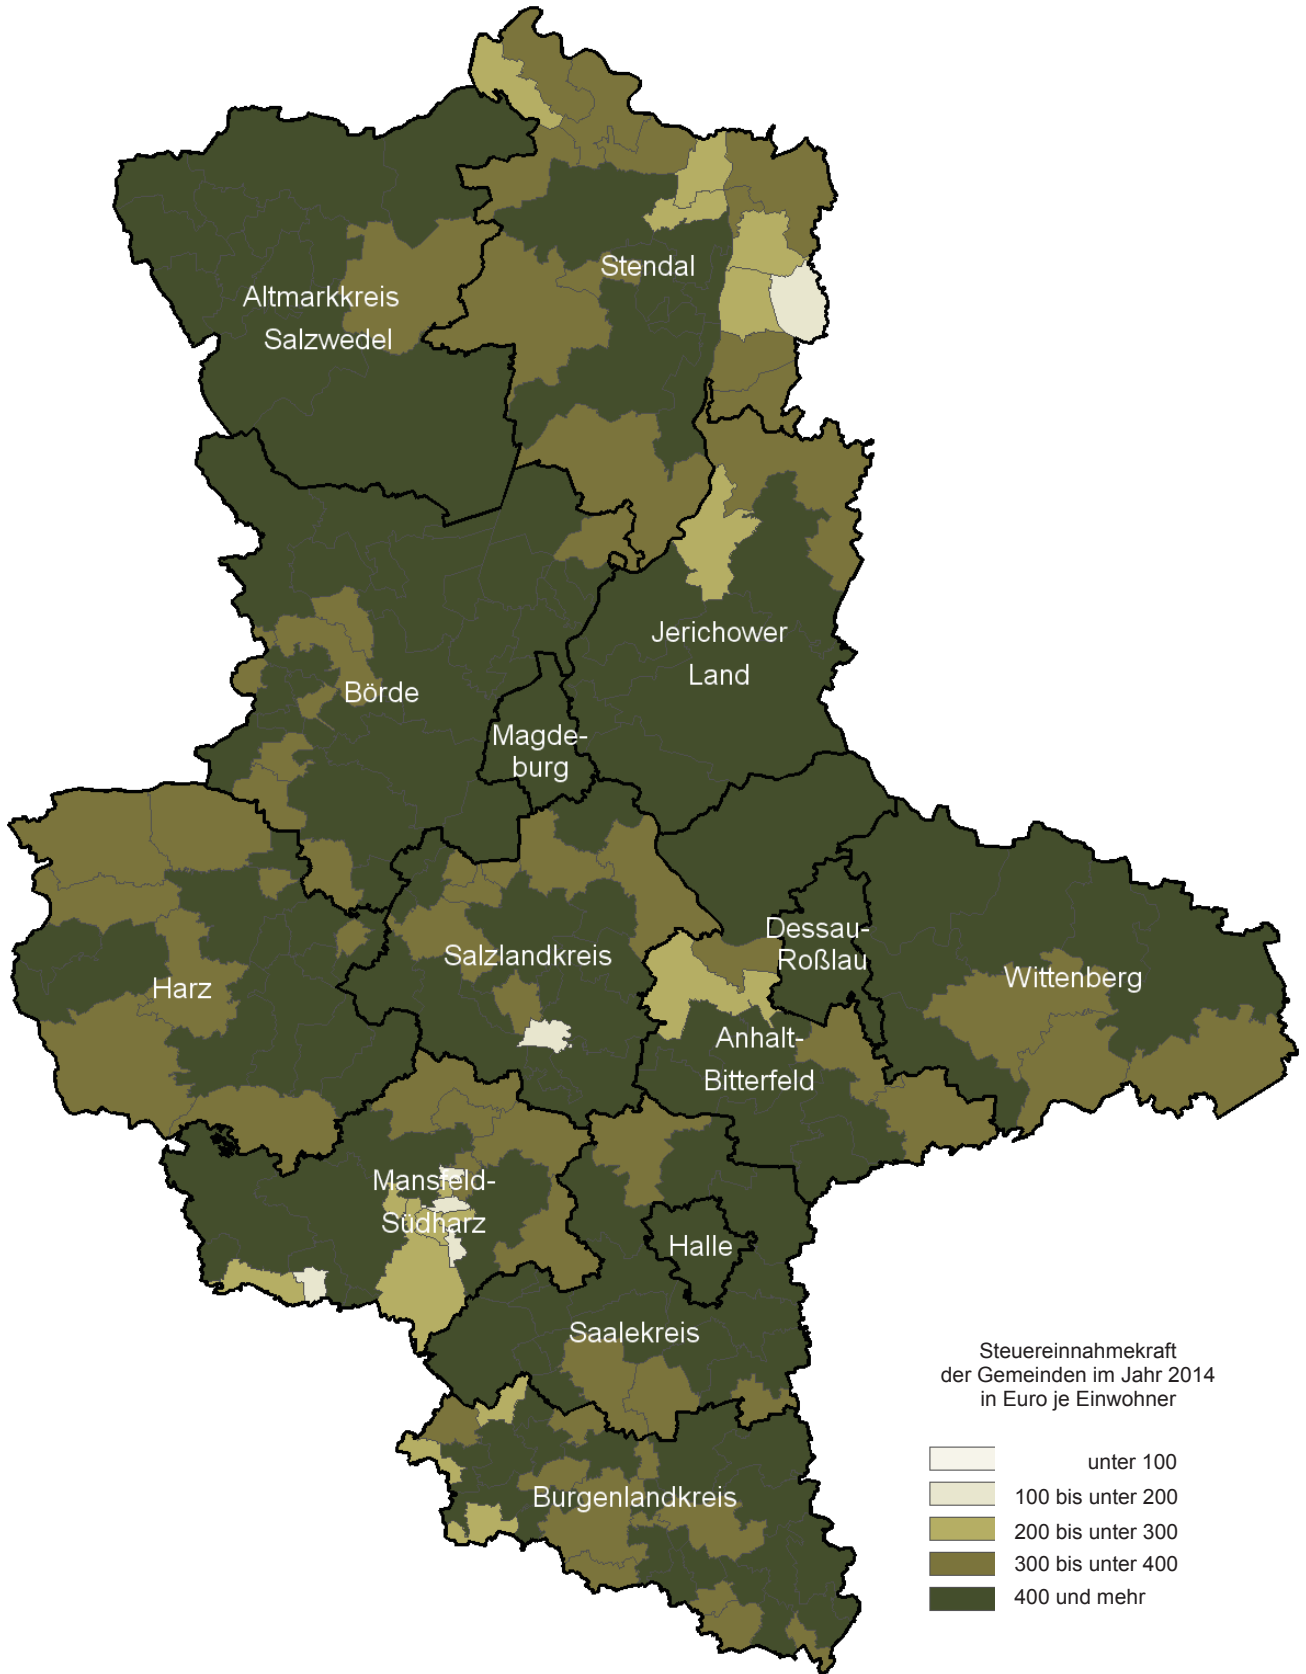 Stendal
Altmarkkreis
Salzwedel
Jerichower
Land
Börde
Magde-
burg
Dessau-
Roßlau
Salzlandkreis
Wittenberg
Harz
Anhalt-
Bitterfeld
Mansfeld-
Südharz
Halle
Saalekreis
Burgenlandkreis
Steuereinnahmekraft
der Gemeinden im Jahr 2014
in Euro je Einwohner
unter 100
100 bis unter 200
200 bis unter 300
300 bis unter 400
400 und mehr